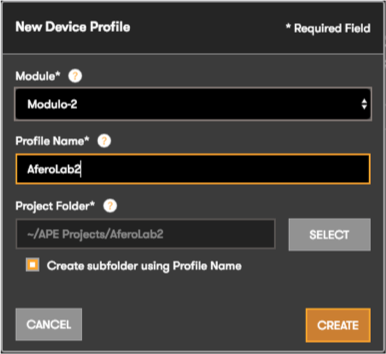 New Device Profile
* Required Field
Module* ?
Modulo-2
Profile Name* ?
AferoLab2
Project Folder* ?
~/APE Projects/AferoLab2
SELECT
Create subfolder using Profile Name
CANCEL
CREATE